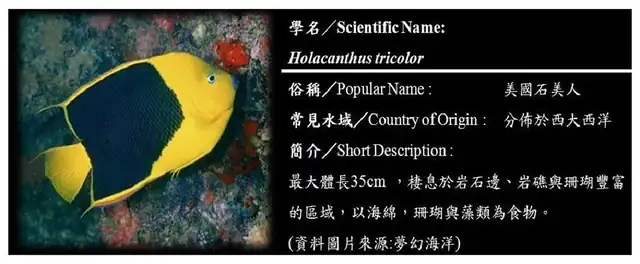 學名／Scientific Name:
Holacanthus tricolor
俗稱／Popular Name : 美國石美人
常見水域／Country of Origin : 分佈於西大西洋
簡介／Short Description :
最大體長35cm ，棲息於岩石邊、岩礁與珊瑚豐富
的區域，以海綿，珊瑚與藻類為食物。
(資料圖片來源:夢幻海洋)